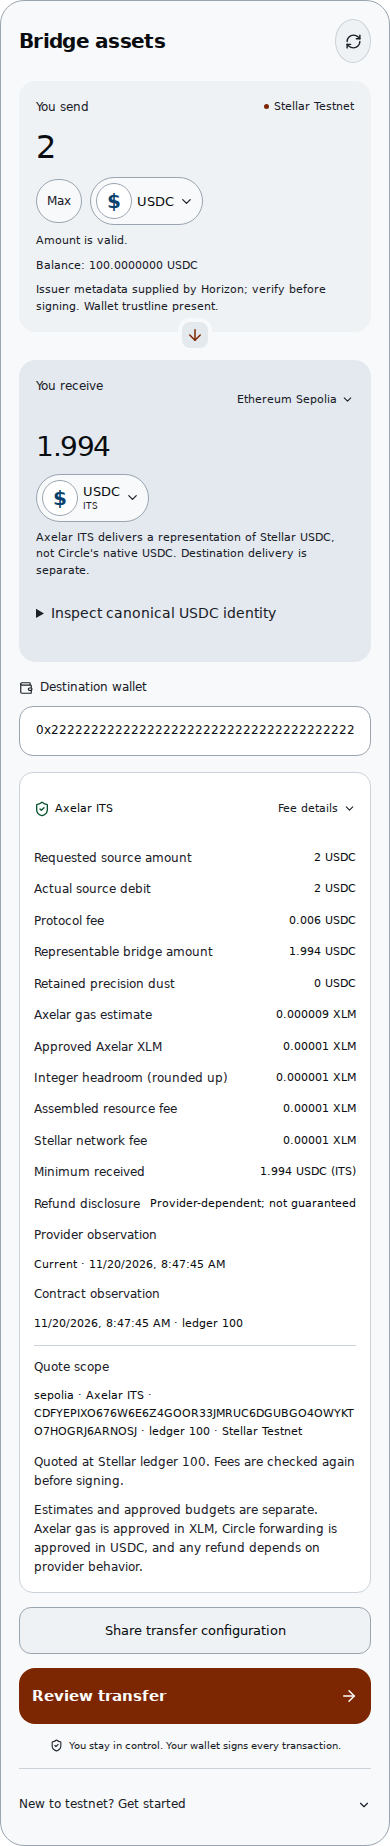 Bridge assets
You send
Stellar Testnet
2
Max
$ USDC
Amount is valid.
Balance: 100.0000000 USDC
Issuer metadata supplied by Horizon; verify before
signing. Wallet trustline present.
You receive
Ethereum Sepolia
1.994
$ USDC
ITS
Axelar ITS delivers a representation of Stellar USDC,
not Circle's native USDC. Destination delivery is
separate.
Inspect canonical USDC identity
Destination wallet
0x2222222222222222222222222222222222222222
Axelar ITS
Fee details
Requested source amount 2 USDC
Actual source debit 2 USDC
Protocol fee 0.006 USDC
Representable bridge amount 1.994 USDC
Retained precision dust 0 USDC
Axelar gas estimate 0.000009 XLM
Approved Axelar XLM 0.00001 XLM
Integer headroom (rounded up) 0.000001 XLM
Assembled resource fee 0.00001 XLM
Stellar network fee 0.00001 XLM
Minimum received 1.994 USDC (ITS)
Refund disclosure Provider-dependent; not guaranteed
Provider observation
Current · 11/20/2026, 8:47:45 AM
Contract observation
11/20/2026, 8:47:45 AM · ledger 100
Quote scope
sepolia · Axelar ITS ·
CDFYEPIXO676W6E6Z4GOOR33JMRUC6DGUBGO4OWYKT
O7HOGRJ6ARNOSJ · ledger 100 · Stellar Testnet
Quoted at Stellar ledger 100. Fees are checked again
before signing.
Estimates and approved budgets are separate.
Axelar gas is approved in XLM, Circle forwarding is
approved in USDC, and any refund depends on
provider behavior.
Share transfer configuration
Review transfer
You stay in control. Your wallet signs every transaction.
New to testnet? Get started